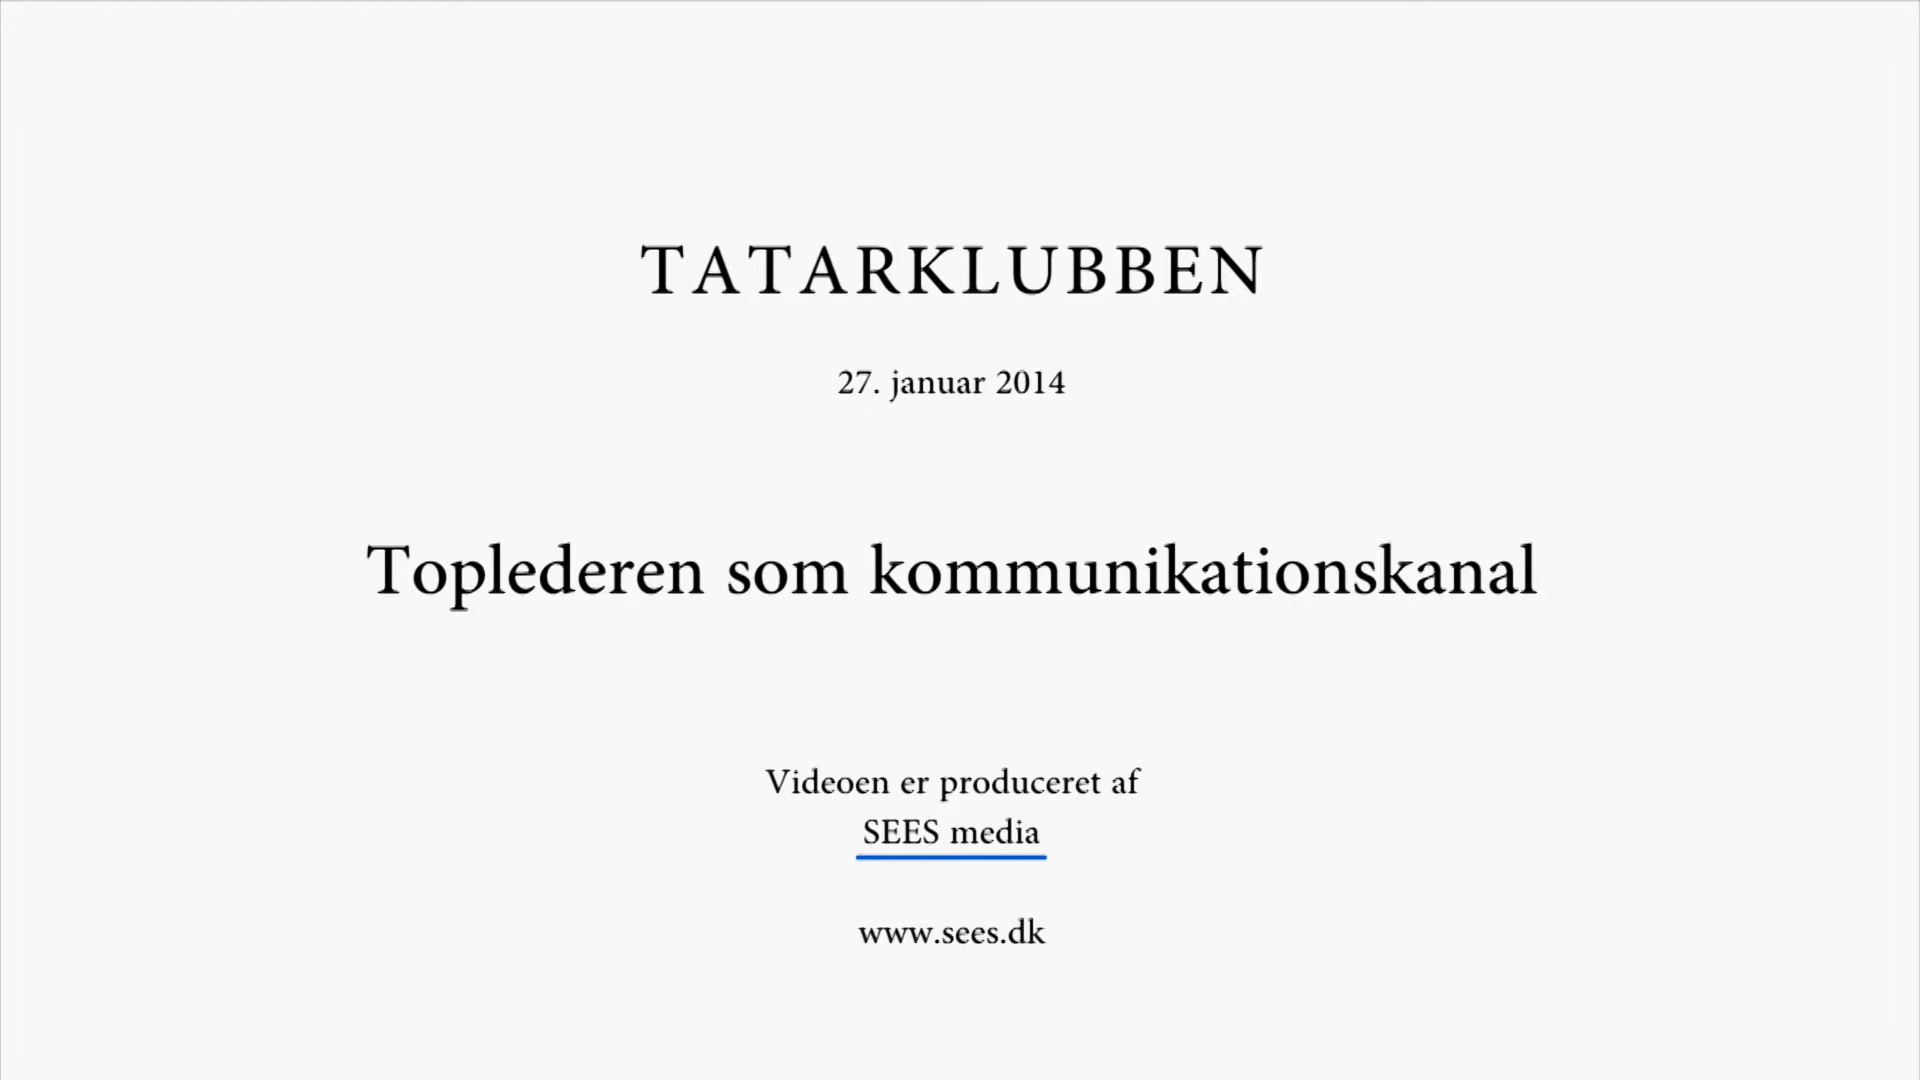 TATARKLUBBEN
27. januar 2014
Toplederen som kommunikationskanal
Videoen er produceret af
SEES media
www.sees.dk